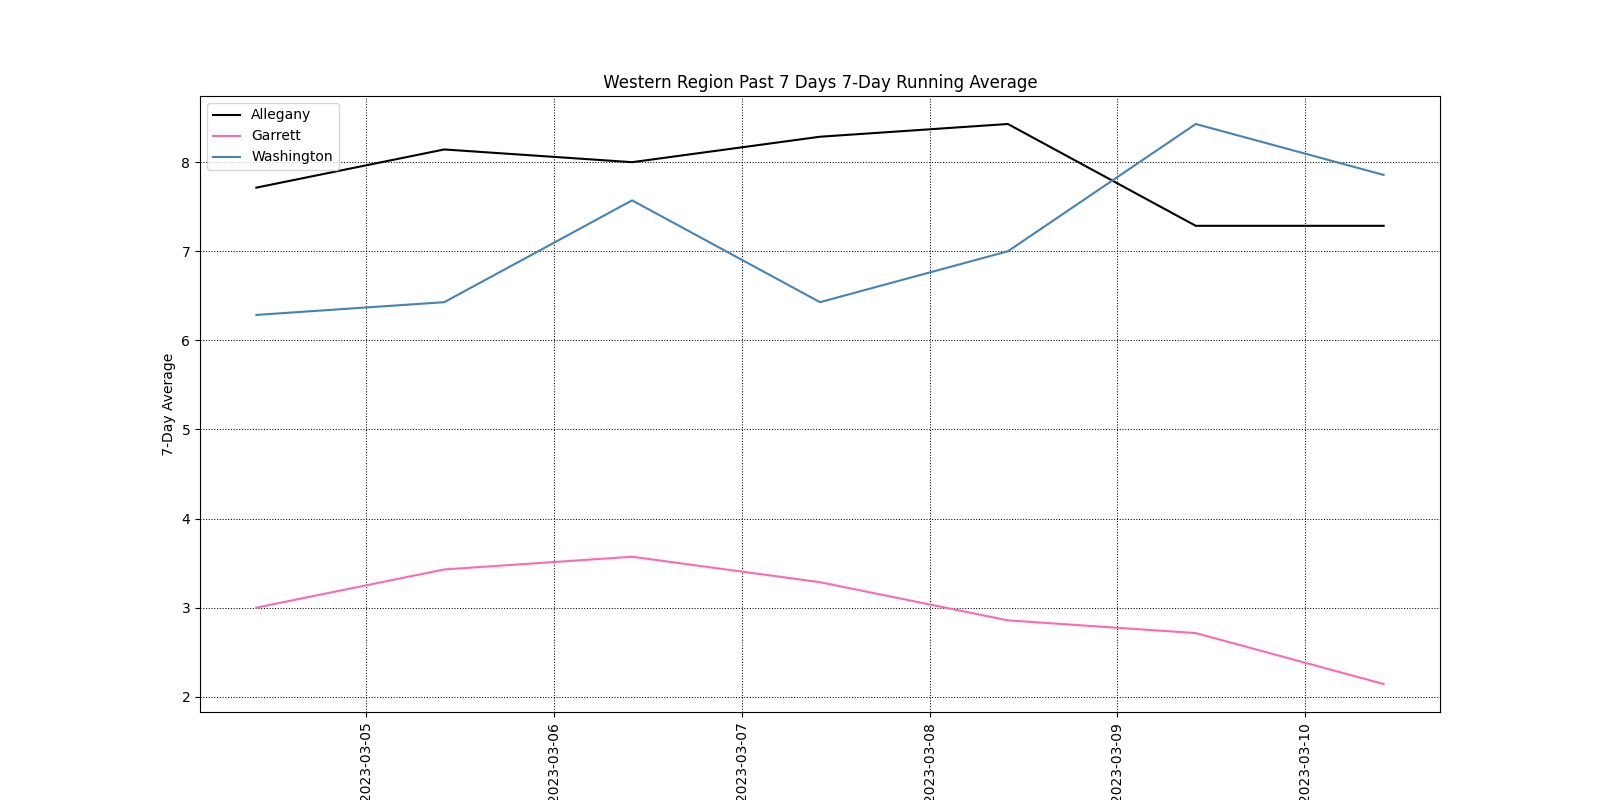 Western Region Past 7 Days 7-Day Running Average
Allegany
Garrett
Washington
8
7
6
5
4
3
2
7-Day Average
2023-03-05
2023-03-06
2023-03-07
2023-03-08
2023-03-09
2023-03-10